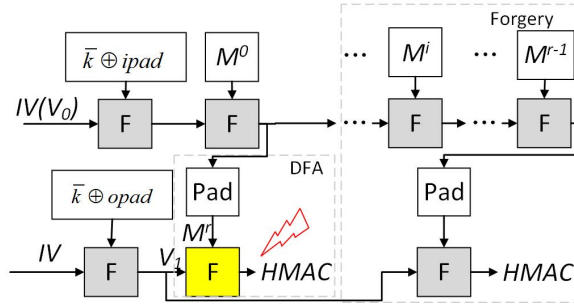 Forgery
k̄ ⊕ ipad
M⁰
...
Mⁱ
...
Mʳ⁻¹
IV(V₀)
F
F
...
F
...
F
DFA
k̄ ⊕ opad
Pad
Pad
Mʳ
IV
F
V₁
F
HMAC
F
HMAC